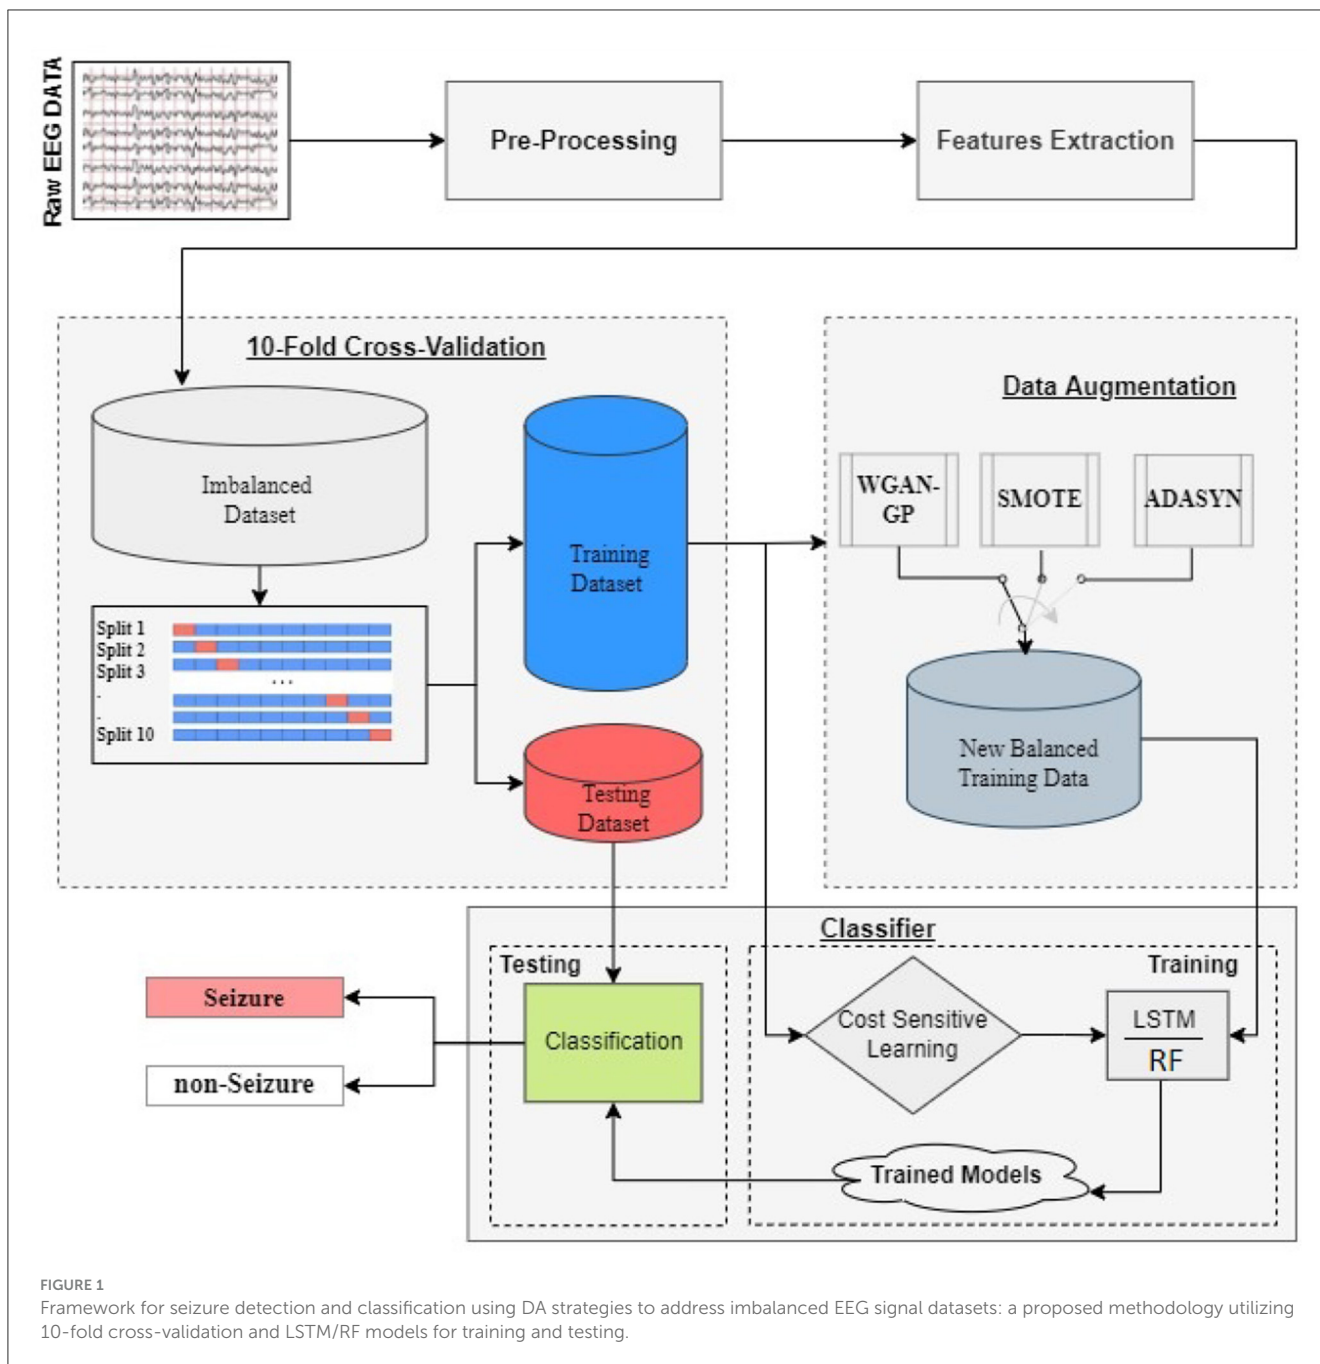 Raw EEG DATA
Pre-Processing
Features Extraction
10-Fold Cross-Validation
Imbalanced
Dataset
Split 1
Split 2
Split 3
...
-
-
Split 10
Training
Dataset
Testing
Dataset
Data Augmentation
WGAN-
GP
SMOTE
ADASYN
New Balanced
Training Data
Classifier
Testing
Training
Classification
Cost Sensitive
Learning
LSTM
RF
Trained Models
Seizure
non-Seizure
FIGURE 1
Framework for seizure detection and classification using DA strategies to address imbalanced EEG signal datasets: a proposed methodology utilizing
10-fold cross-validation and LSTM/RF models for training and testing.